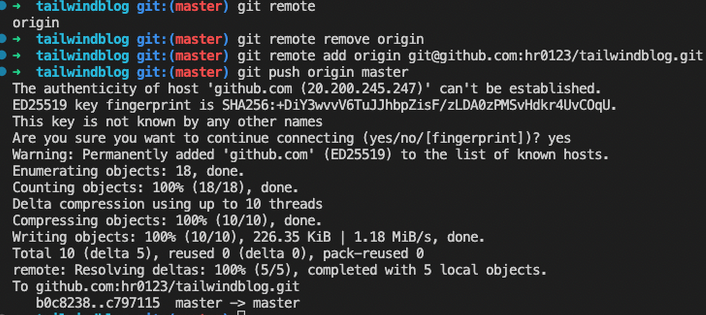 ➜ tailwindblog git:(master) git remote
origin
➜ tailwindblog git:(master) git remote remove origin
➜ tailwindblog git:(master) git remote add origin git@github.com:hr0123/tailwindblog.git
➜ tailwindblog git:(master) git push origin master
The authenticity of host 'github.com (20.200.245.247)' can't be established.
ED25519 key fingerprint is SHA256:+DiY3wvvV6TuJJhbpZisF/zLDA0zPMSvHdkr4UvCOqU.
This key is not known by any other names
Are you sure you want to continue connecting (yes/no/[fingerprint])? yes
Warning: Permanently added 'github.com' (ED25519) to the list of known hosts.
Enumerating objects: 18, done.
Counting objects: 100% (18/18), done.
Delta compression using up to 10 threads
Compressing objects: 100% (10/10), done.
Writing objects: 100% (10/10), 226.35 KiB | 1.18 MiB/s, done.
Total 10 (delta 5), reused 0 (delta 0), pack-reused 0
remote: Resolving deltas: 100% (5/5), completed with 5 local objects.
To github.com:hr0123/tailwindblog.git
   b0c8238..c797115  master -> master